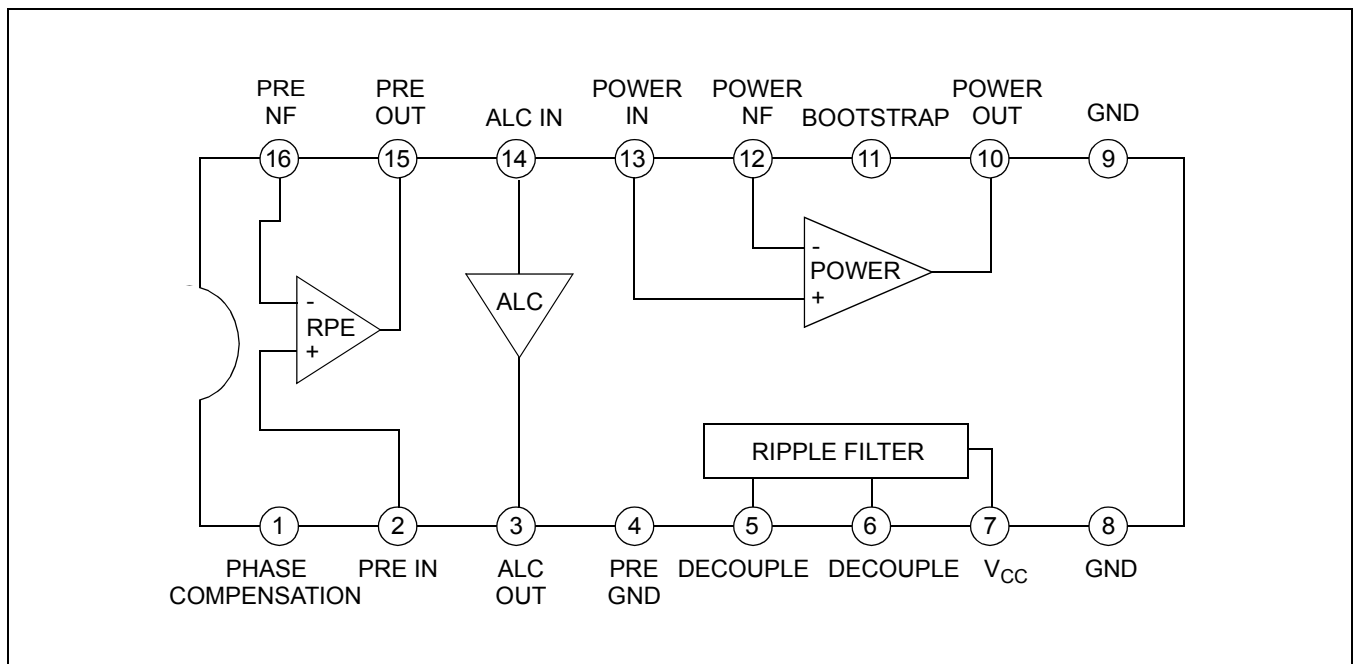 PRE
NF
PRE
OUT
ALC IN
POWER
IN
POWER
NF
BOOTSTRAP
POWER
OUT
GND
16
15
14
13
12
11
10
9
-
RPE
+
ALC
-
POWER
+
RIPPLE FILTER
1
2
3
4
5
6
7
8
PHASE
COMPENSATION
PRE IN
ALC
OUT
PRE
GND
DECOUPLE
DECOUPLE
VCC
GND